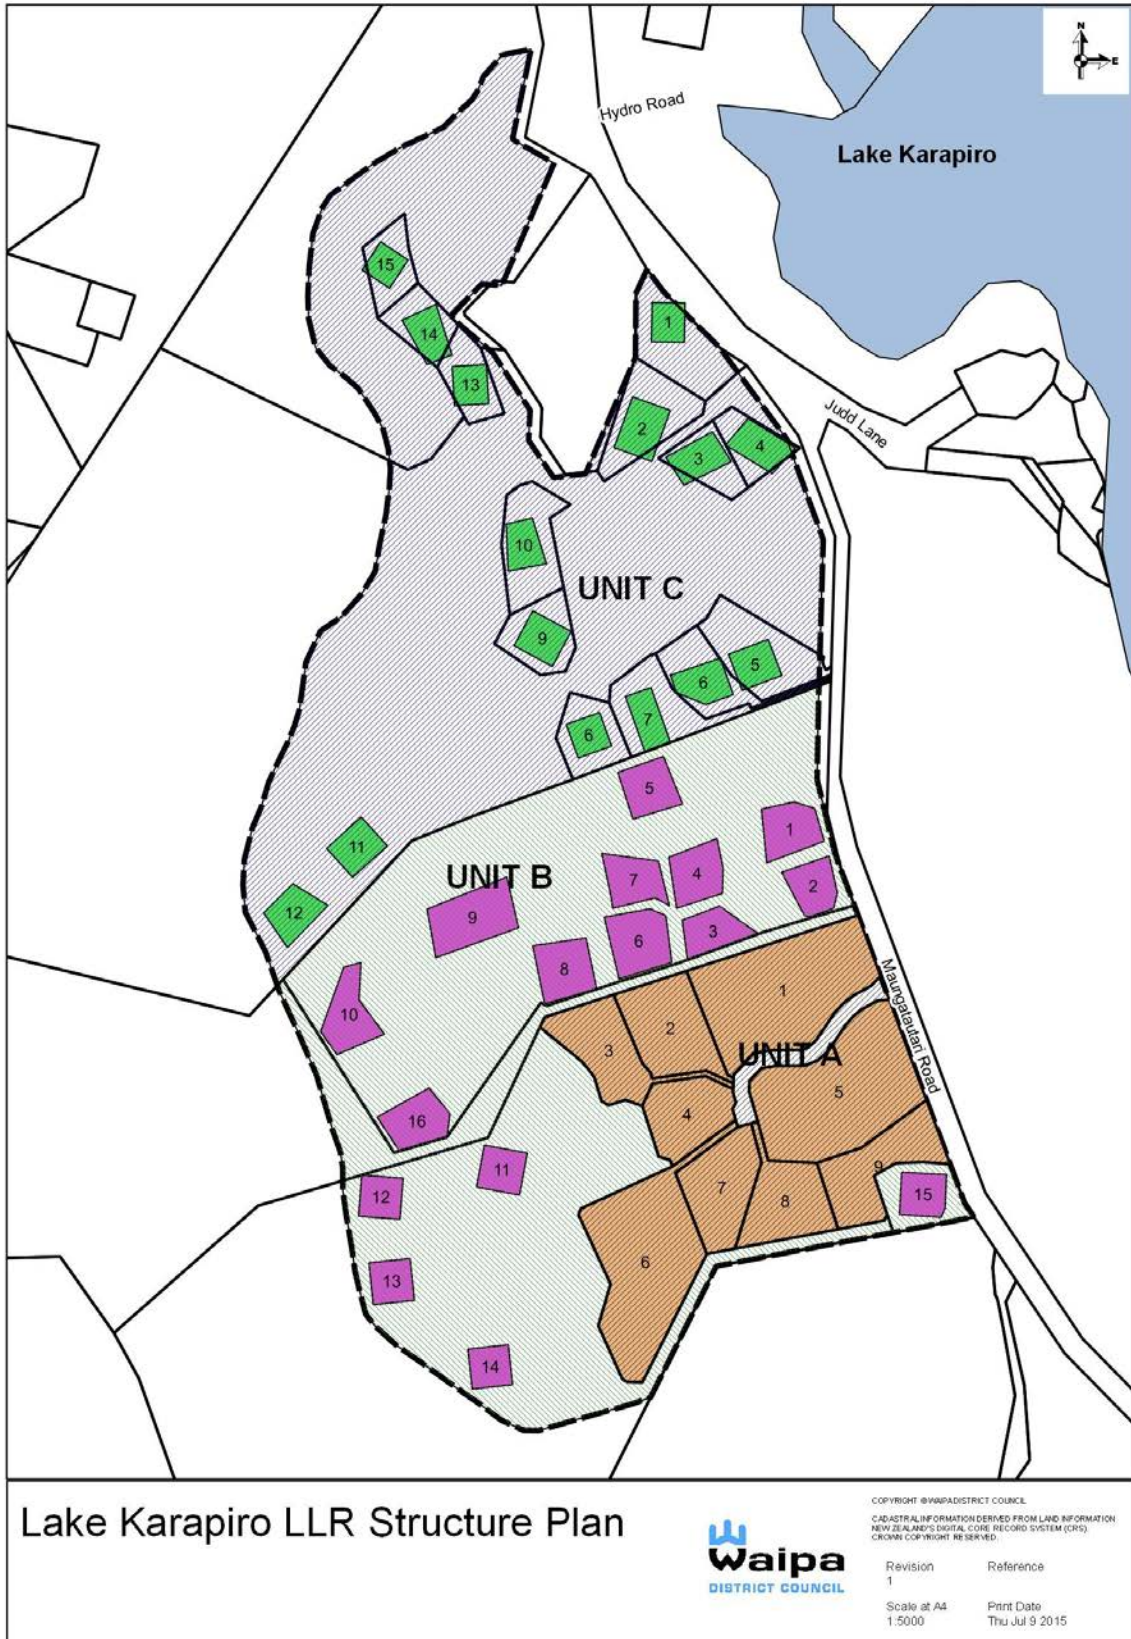 N
E
Hydro Road
Lake Karapiro
15
14
13
1
2
3
4
Judd Lane
10
UNIT C
9
5
6
7
6
5
11
12
1
UNIT B
7
4
2
9
3
6
8
10
Maungatautari Road
1
2
3
UNIT A
5
4
16
11
12
9
15
7
8
6
13
14
Lake Karapiro LLR Structure Plan
Waipa
DISTRICT COUNCIL
COPYRIGHT @WAIPADISTRICT COUNCIL
CADASTRAL INFORMATION DERIVED FROM LAND INFORMATION
NEW ZEALAND'S DIGITAL CORE RECORD SYSTEM (CRS).
CROWN COPYRIGHT RESERVED.
Revision
1
Reference
Scale at A4
1:5000
Print Date
Thu Jul 9 2015